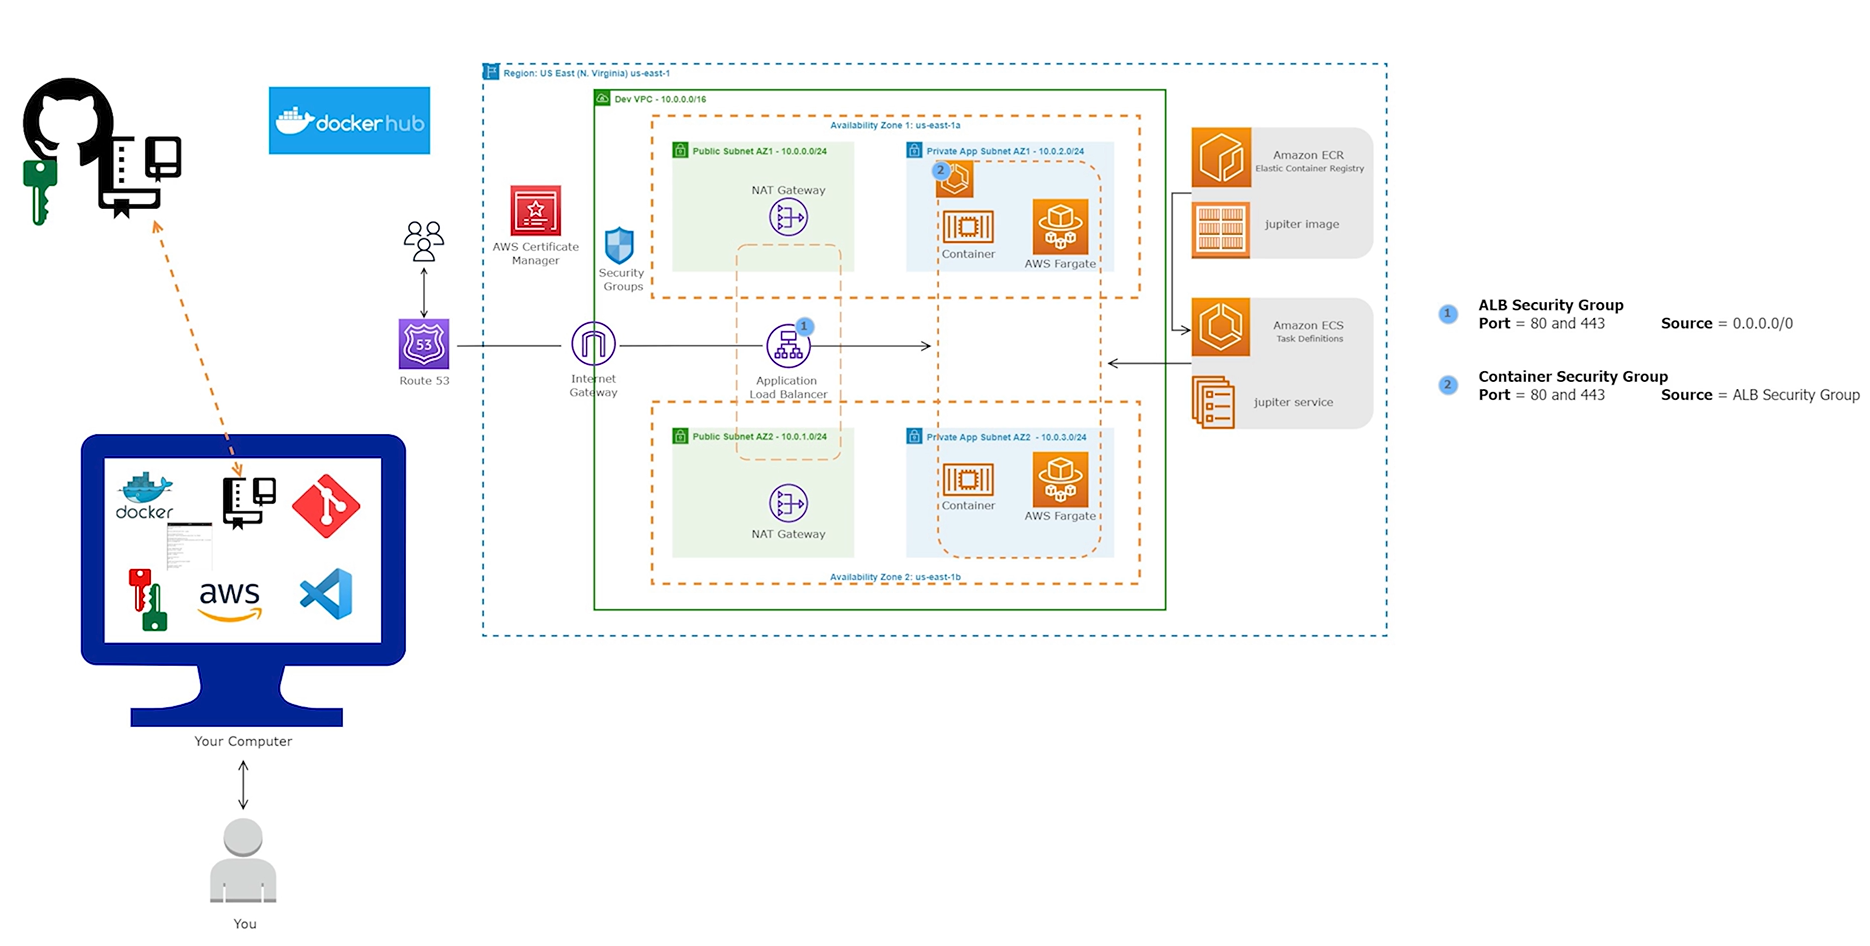 dockerhub
Region: US East (N. Virginia) us-east-1
Dev VPC - 10.0.0.0/16
Availability Zone 1: us-east-1a
Public Subnet AZ1 - 10.0.0.0/24
NAT Gateway
Private App Subnet AZ1 - 10.0.2.0/24
2
Container
AWS Fargate
AWS Certificate
Manager
Security
Groups
Amazon ECR
Elastic Container Registry
jupiter image
53
Route 53
Internet
Gateway
1
Application
Load Balancer
Amazon ECS
Task Definitions
jupiter service
1
ALB Security Group
Port = 80 and 443
Source = 0.0.0.0/0
2
Container Security Group
Port = 80 and 443
Source = ALB Security Group
Public Subnet AZ2 - 10.0.1.0/24
NAT Gateway
Private App Subnet AZ2 - 10.0.3.0/24
Container
AWS Fargate
Availability Zone 2: us-east-1b
docker
aws
Your Computer
You